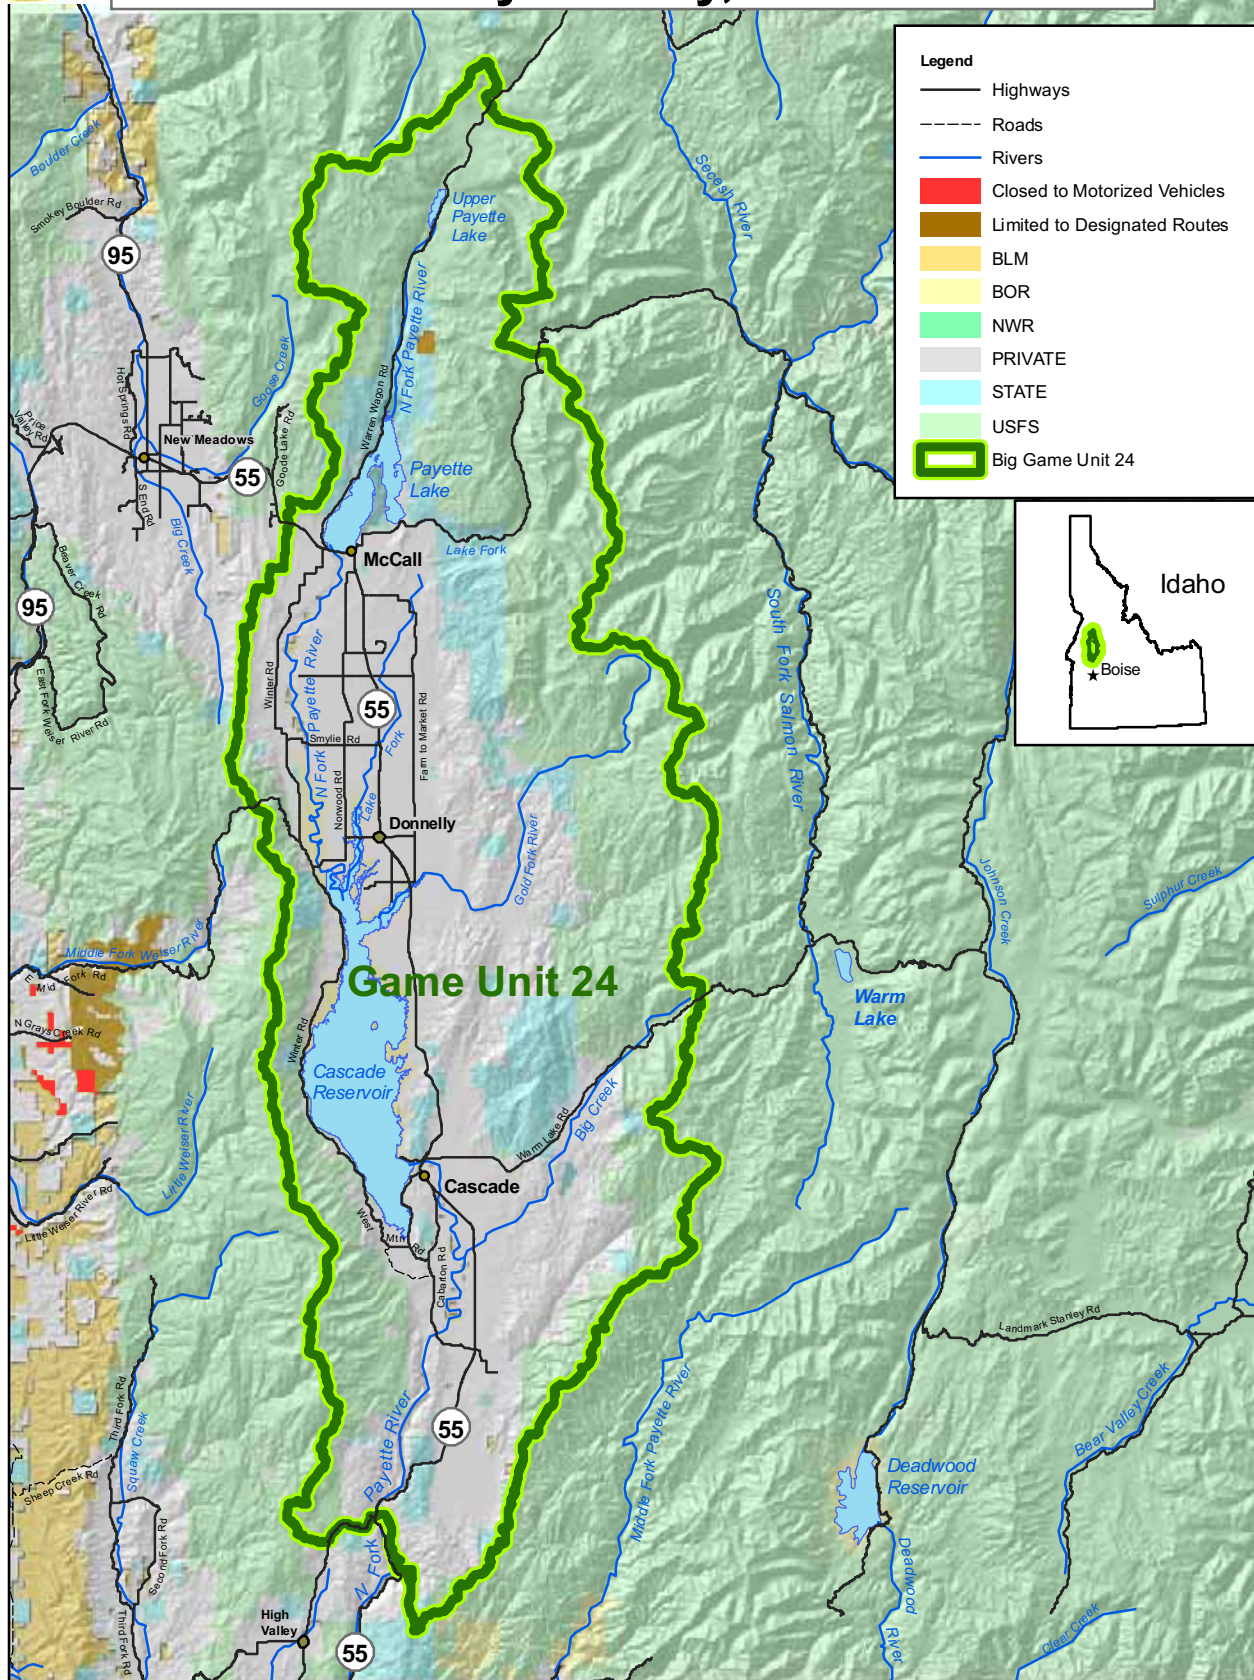 Legend
Highways
Roads
Rivers
Closed to Motorized Vehicles
Limited to Designated Routes
BLM
BOR
NWR
PRIVATE
STATE
USFS
Big Game Unit 24
Idaho
Boise
Boulder Creek
Smokey Boulder Rd
95
Secesh River
Upper
Payette
Lake
N Fork Payette River
Goose Creek
Hot Springs Rd
Price
Valley Rd
New Meadows
55
Goode Lake Rd
Warren Wagon Rd
S End Rd
Big Creek
Payette
Lake
Lake Fork
McCall
Beaver Creek Rd
95
East Fork Weiser River Rd
Winter Rd
N Fork Payette River
55
Smylie Rd
Lake Fork
Farm to Market Rd
Norwood Rd
Donnelly
Gold Fork River
South Fork Salmon River
Johnson Creek
Sulphur Creek
Middle Fork Weiser River
E Mid Fork Rd
N Grays Creek Rd
Game Unit 24
Warm
Lake
Winter Rd
Cascade
Reservoir
Little Weiser River
Warm Lake Rd
Big Creek
Cascade
Little Weiser River Rd
West Mtn Rd
Cabarton Rd
Landmark Stanley Rd
Third Fork Rd
Squaw Creek
Sheep Creek Rd
Payette River
55
Middle Fork Payette River
Bear Valley Creek
Deadwood
Reservoir
Second Fork Rd
N Fork
Deadwood River
Clear Creek
High
Valley
Third Fork Rd
55